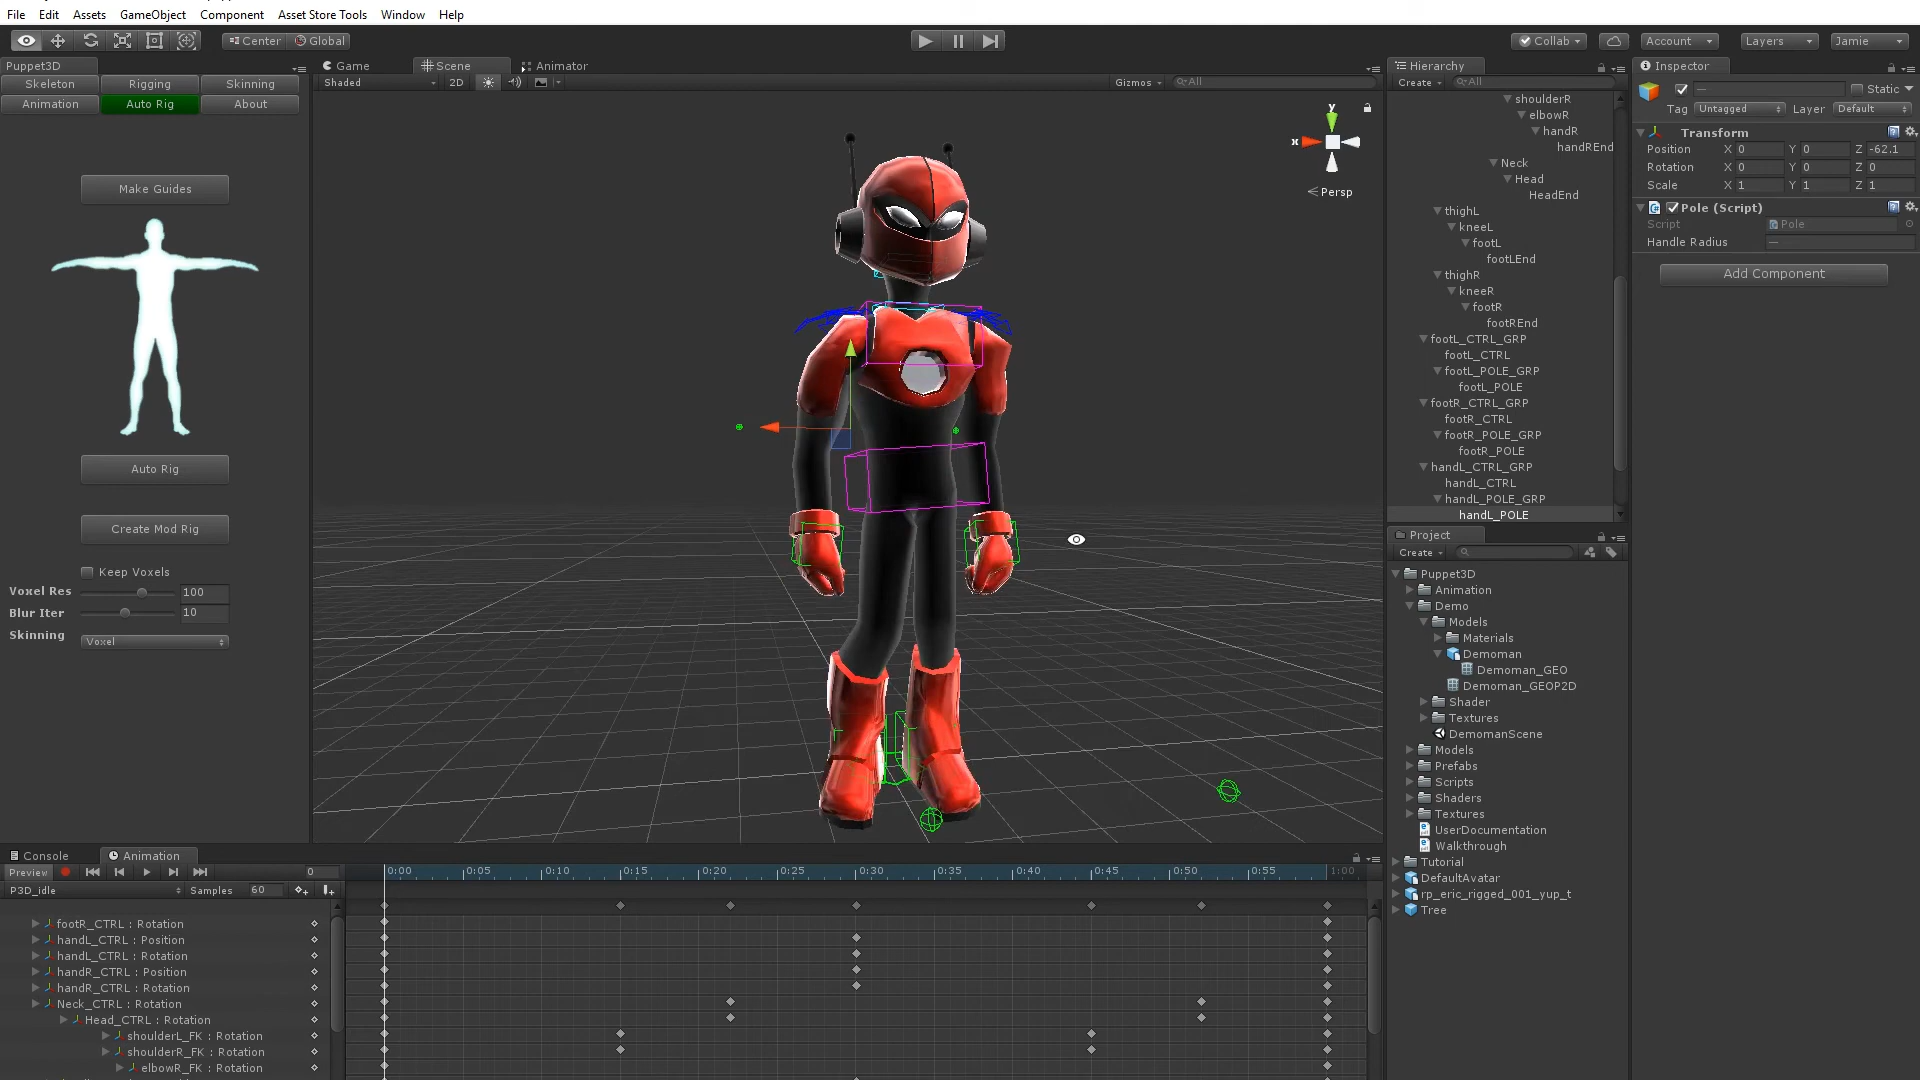 File Edit Assets GameObject Component Asset Store Tools Window Help
Center Global
Collab Account Layers Jamie
Puppet3D
Skeleton Rigging Skinning
Animation Auto Rig About
Make Guides
Auto Rig
Create Mod Rig
Keep Voxels
Voxel Res 100
Blur Iter 10
Skinning Voxel
Game Scene Animator
Shaded 2D Gizmos All
y
x
Persp
Hierarchy
Create All
shoulderR
elbowR
handR
handREnd
Neck
Head
HeadEnd
thighL
kneeL
footL
footLEnd
thighR
kneeR
footR
footREnd
footL_CTRL_GRP
footL_CTRL
footL_POLE_GRP
footL_POLE
footR_CTRL_GRP
footR_CTRL
footR_POLE_GRP
footR_POLE
handL_CTRL_GRP
handL_CTRL
handL_POLE_GRP
handL_POLE
Project
Create
Puppet3D
Animation
Demo
Models
Materials
Demoman
Demoman_GEO
Demoman_GEOP2D
Shader
Textures
DemomanScene
Models
Prefabs
Scripts
Shaders
Textures
UserDocumentation
Walkthrough
Tutorial
DefaultAvatar
rp_eric_rigged_001_yup_t
Tree
Inspector
— Static
Tag Untagged Layer Default
Transform
Position X 0 Y 0 Z -62.1
Rotation X 0 Y 0 Z 0
Scale X 1 Y 1 Z 1
Pole (Script)
Script Pole
Handle Radius —
Add Component
Console Animation
Preview 0
P3D_idle Samples 60
0:00 0:05 0:10 0:15 0:20 0:25 0:30 0:35 0:40 0:45 0:50 0:55 1:00
footR_CTRL : Rotation
handL_CTRL : Position
handL_CTRL : Rotation
handR_CTRL : Position
handR_CTRL : Rotation
Neck_CTRL : Rotation
Head_CTRL : Rotation
shoulderL_FK : Rotation
shoulderR_FK : Rotation
elbowR_FK : Rotation